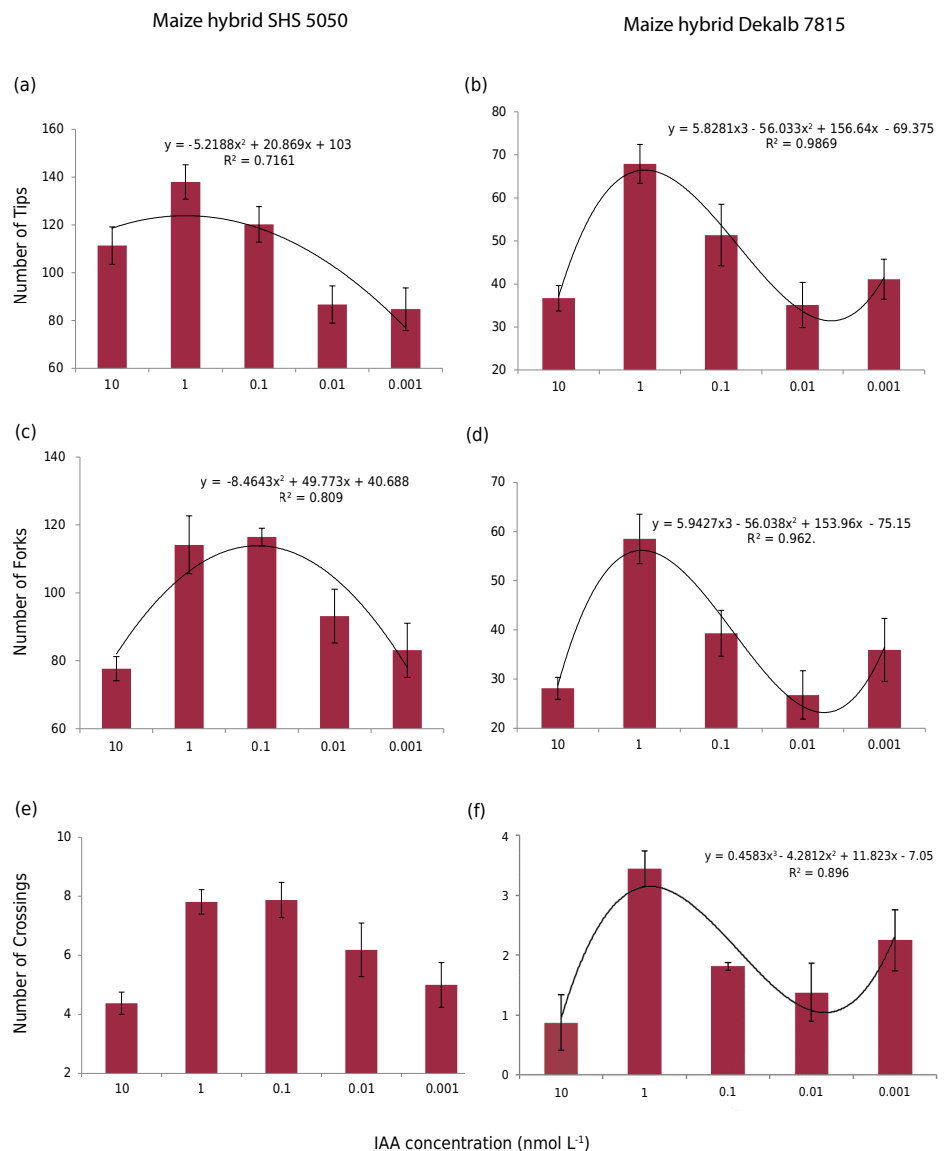 Maize hybrid SHS 5050
Maize hybrid Dekalb 7815
(a)
160
140
120
100
80
60
Number of Tips
y = -5.2188x² + 20.869x + 103
R² = 0.7161
10 1 0.1 0.01 0.001
(b)
80
70
60
50
40
30
20
y = 5.8281x3 - 56.033x² + 156.64x - 69.375
R² = 0.9869
10 1 0.1 0.01 0.001
(c)
140
120
100
80
60
Number of Forks
y = -8.4643x² + 49.773x + 40.688
R² = 0.809
10 1 0.1 0.01 0.001
(d)
70
60
50
40
30
20
y = 5.9427x3 - 56.038x² + 153.96x - 75.15
R² = 0.962.
10 1 0.1 0.01 0.001
(e)
10
8
6
4
2
Number of Crossings
10 1 0.1 0.01 0.001
(f)
4
3
2
1
0
y = 0.4583x³ - 4.2812x² + 11.823x - 7.05
R² = 0.896
10 1 0.1 0.01 0.001
IAA concentration (nmol L⁻¹)